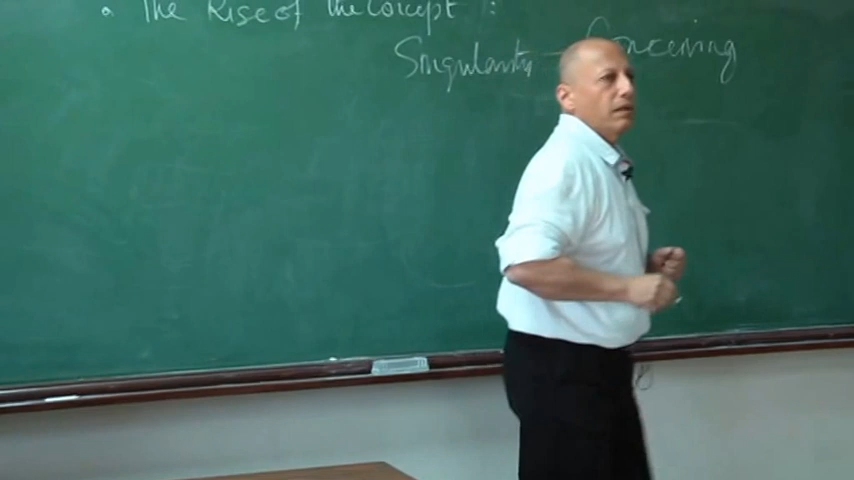 • The Rise of the Concept :
Singularity – Conceiving